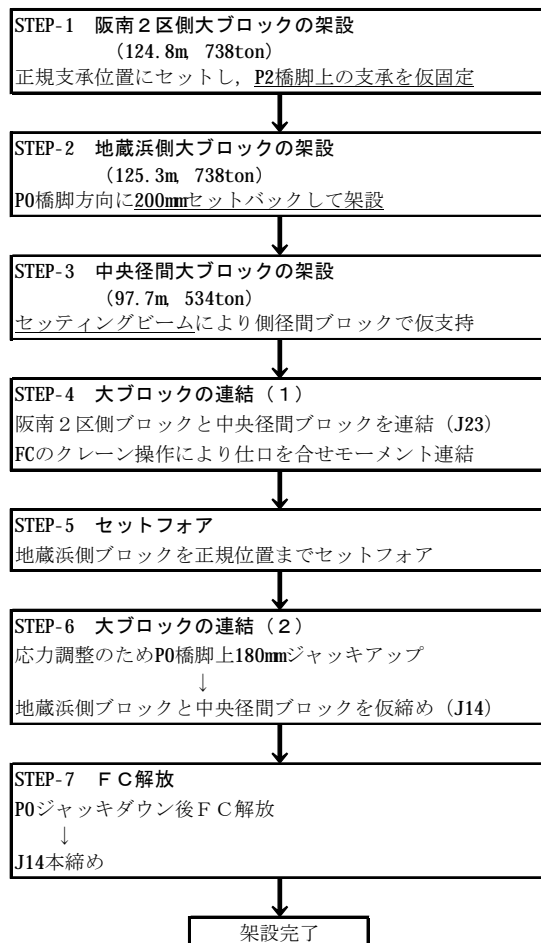 STEP-1 阪南２区側大ブロックの架設
(124.8m, 738ton)
正規支承位置にセットし，P2橋脚上の支承を仮固定
STEP-2 地蔵浜側大ブロックの架設
(125.3m, 738ton)
P0橋脚方向に200mmセットバックして架設
STEP-3 中央径間大ブロックの架設
(97.7m, 534ton)
セッティングビームにより側径間ブロックで仮支持
STEP-4 大ブロックの連結（１）
阪南２区側ブロックと中央径間ブロックを連結（J23）
FCのクレーン操作により仕口を合せモーメント連結
STEP-5 セットフォア
地蔵浜側ブロックを正規位置までセットフォア
STEP-6 大ブロックの連結（２）
応力調整のためP0橋脚上180mmジャッキアップ
↓
地蔵浜側ブロックと中央径間ブロックを仮締め（J14）
STEP-7 ＦＣ解放
P0ジャッキダウン後ＦＣ解放
↓
J14本締め
架設完了